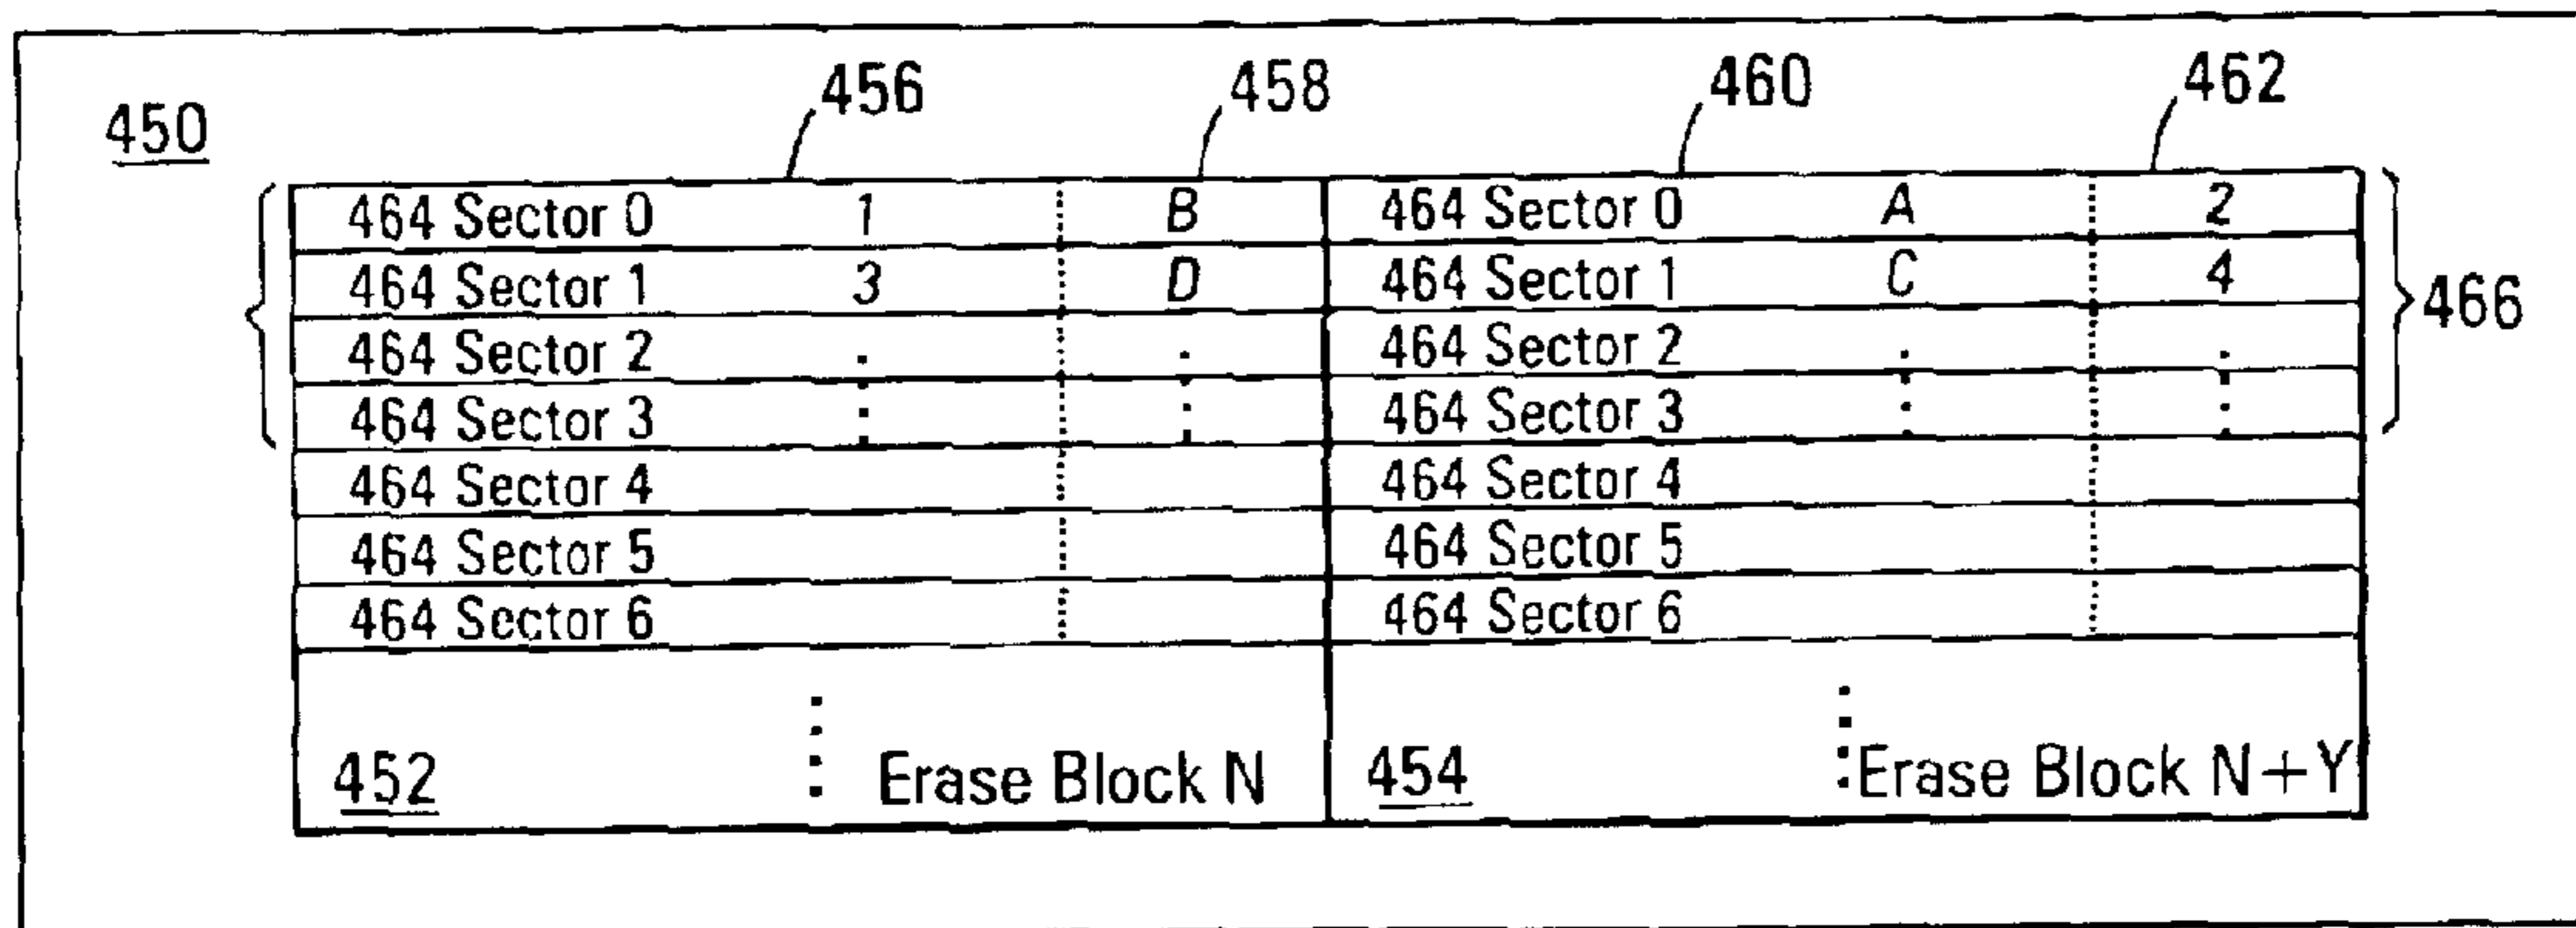 450
456 458 460 462
464 Sector 0 1 B 464 Sector 0 A 2
464 Sector 1 3 D 464 Sector 1 C 4
464 Sector 2 464 Sector 2
466
464 Sector 3 464 Sector 3
464 Sector 4 464 Sector 4
464 Sector 5 464 Sector 5
464 Sector 6 464 Sector 6
452 Erase Block N 454 Erase Block N+Y